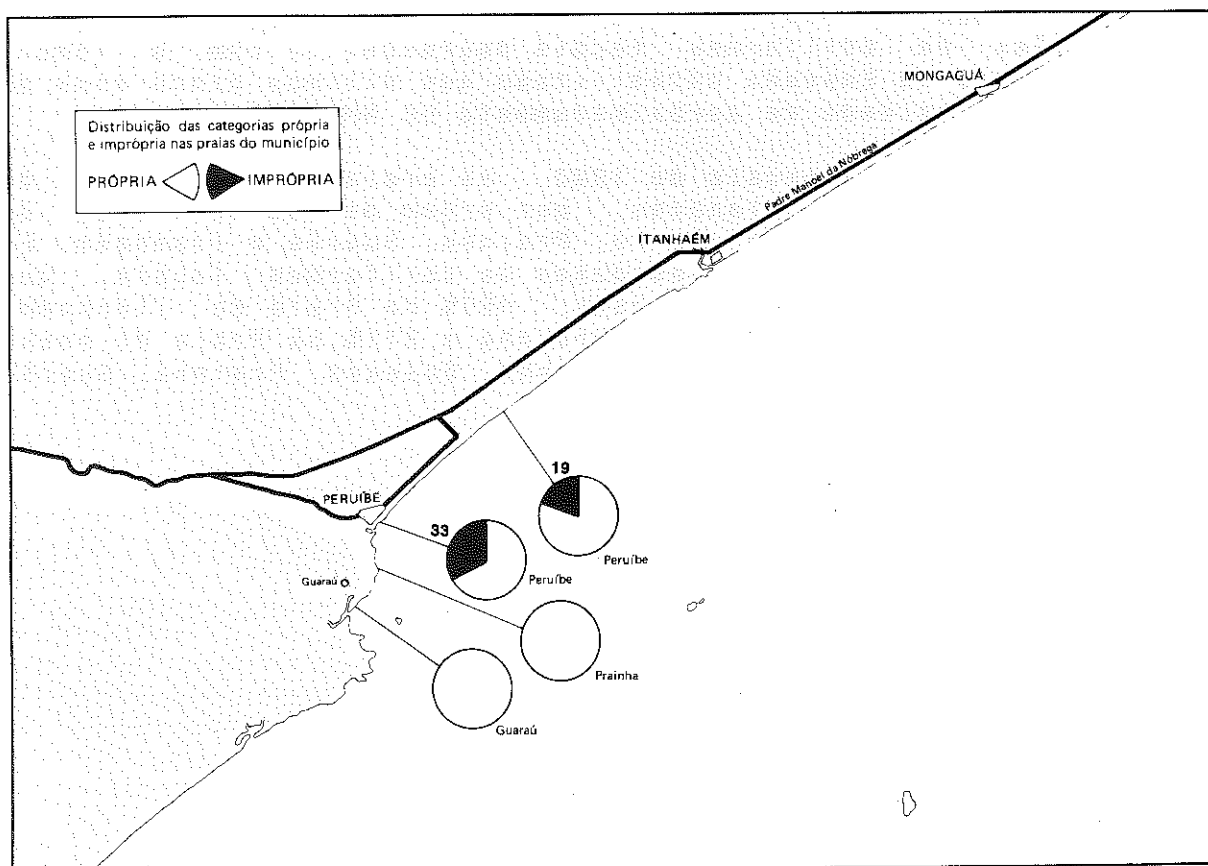 MONGAGUÁ
Distribuição das categorias própria
e imprópria nas praias do município
PRÓPRIA IMPRÓPRIA
Padre Manoel da Nóbrega
ITANHAÉM
19
PERUÍBE
33
Peruíbe
Guaraú
Peruíbe
Prainha
Guaraú